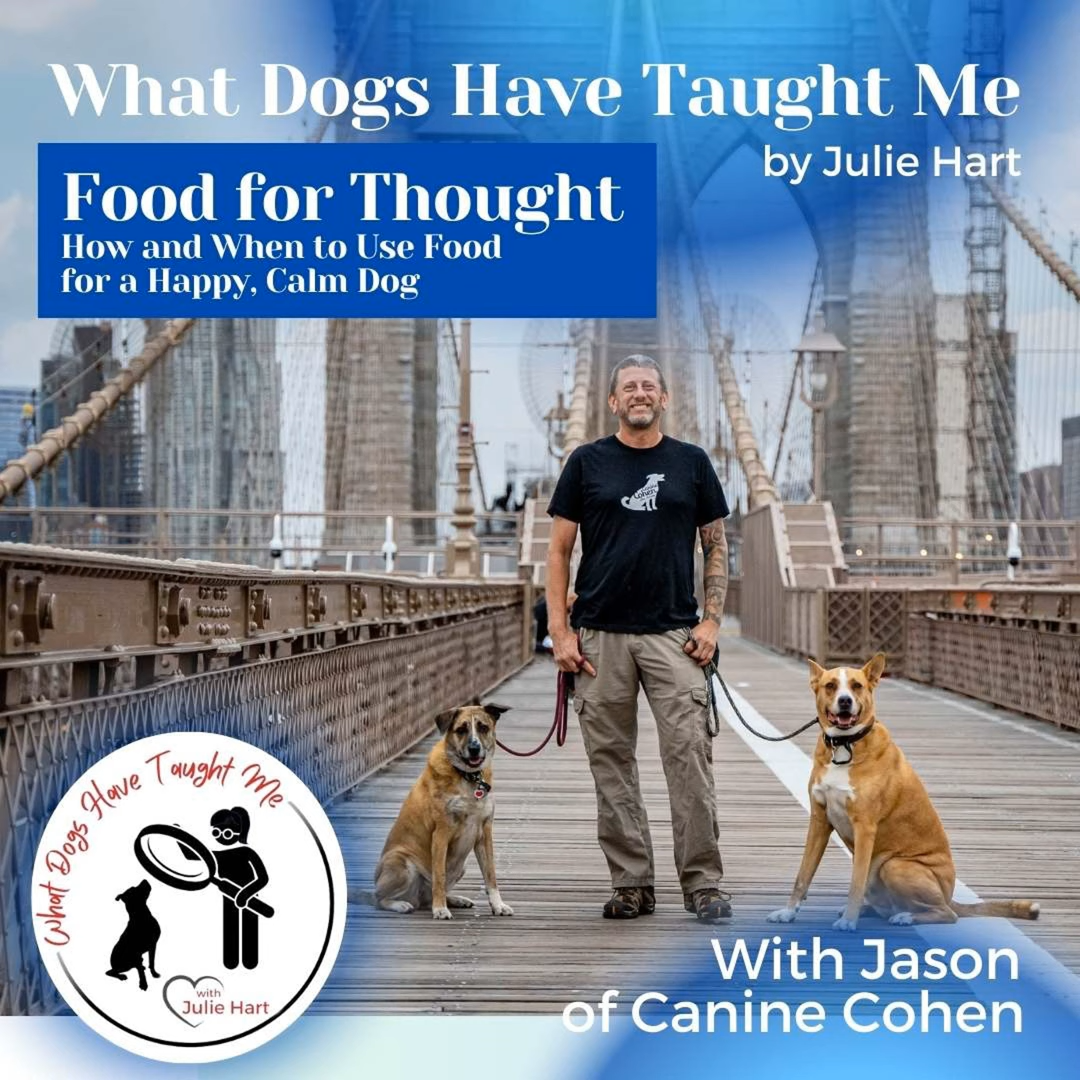 What Dogs Have Taught Me
by Julie Hart
Food for Thought
How and When to Use Food
for a Happy, Calm Dog
Cohen
What Dogs Have Taught Me
with
Julie Hart
With Jason
of Canine Cohen